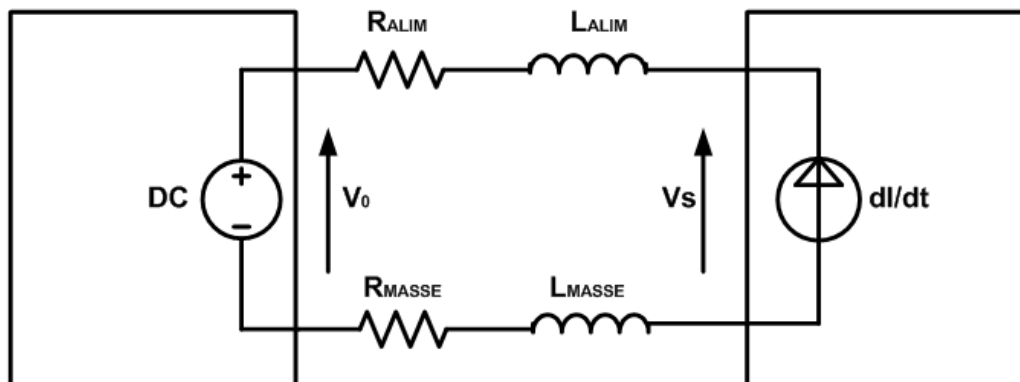 RALIM LALIM
+
DC V0 Vs dI/dt
−
RMASSE LMASSE